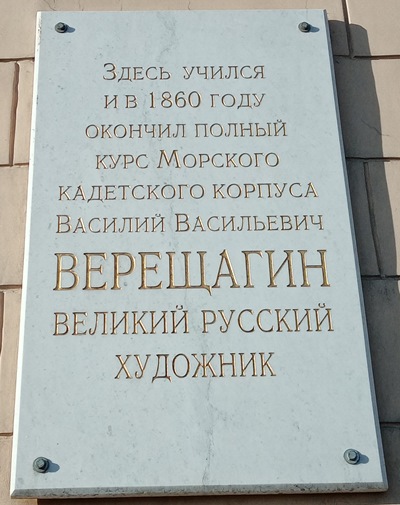 Здесь учился
и в 1860 году
окончил полный
курс Морского
кадетского корпуса
Василий Васильевич
ВЕРЕЩАГИН
великий русский
художник